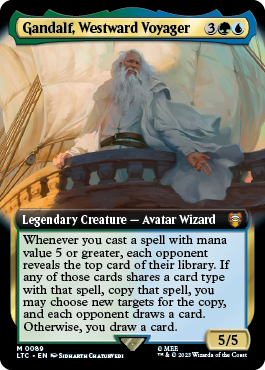 Gandalf, Westward Voyager 3
Legendary Creature — Avatar Wizard
Whenever you cast a spell with mana
value 5 or greater, each opponent
reveals the top card of their library. If
any of those cards shares a card type
with that spell, copy that spell, you
may choose new targets for the copy,
and each opponent draws a card.
Otherwise, you draw a card.
5/5
M 0089
LTC • EN Sidharth Chaturvedi
© MEE
™ & © 2023 Wizards of the Coast